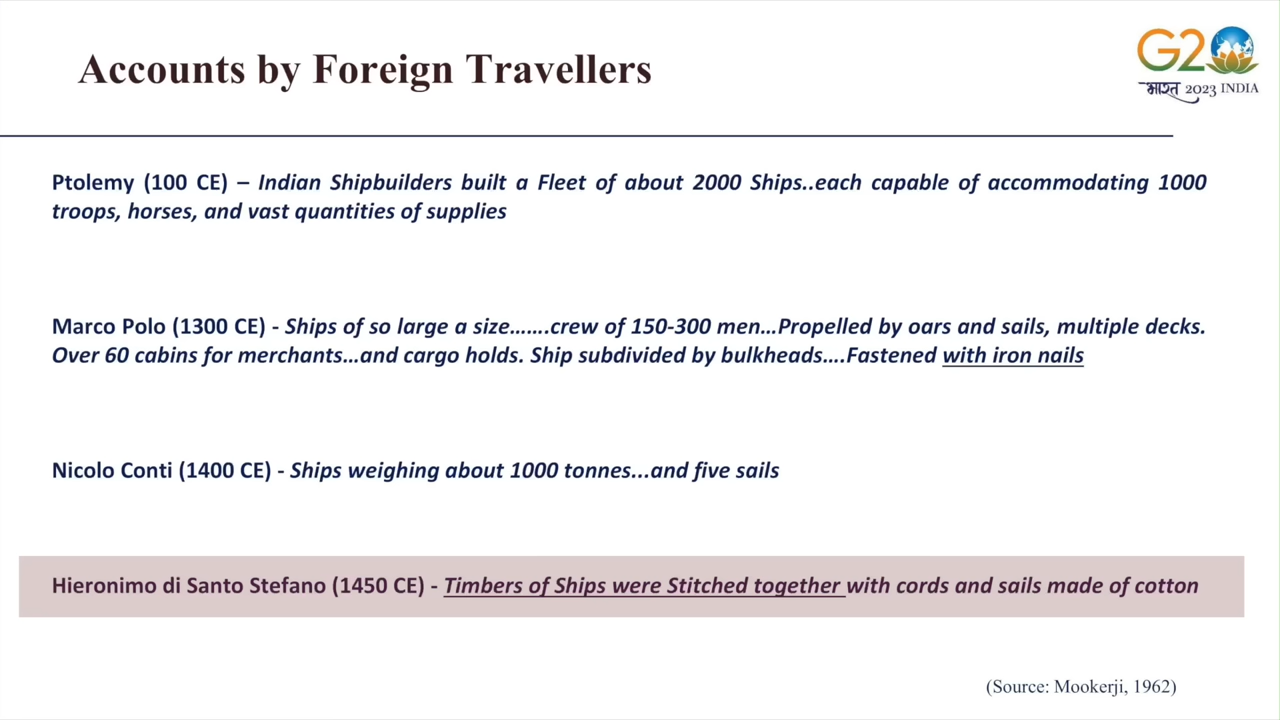 Accounts by Foreign Travellers
G20
भारत 2023 INDIA
Ptolemy (100 CE) – Indian Shipbuilders built a Fleet of about 2000 Ships..each capable of accommodating 1000
troops, horses, and vast quantities of supplies
Marco Polo (1300 CE) - Ships of so large a size…….crew of 150-300 men…Propelled by oars and sails, multiple decks.
Over 60 cabins for merchants…and cargo holds. Ship subdivided by bulkheads….Fastened with iron nails
Nicolo Conti (1400 CE) - Ships weighing about 1000 tonnes...and five sails
Hieronimo di Santo Stefano (1450 CE) - Timbers of Ships were Stitched together with cords and sails made of cotton
(Source: Mookerji, 1962)